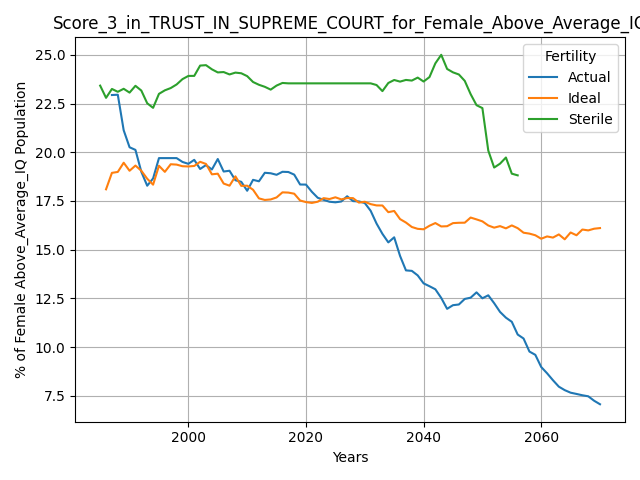 Score_3_in_TRUST_IN_SUPREME_COURT_for_Female_Above_Average_IQ
% of Female Above_Average_IQ Population
25.0
22.5
20.0
17.5
15.0
12.5
10.0
7.5
Fertility
Actual
Ideal
Sterile
2000 2020 2040 2060
Years